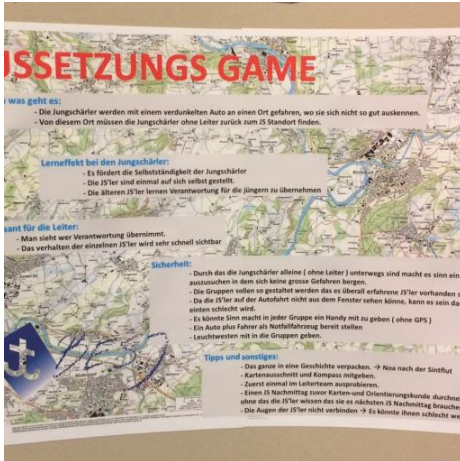 USSETZUNGS GAME
was geht es:
- Die Jungschärler werden mit einem verdunkelten Auto an einen Ort gefahren, wo sie sich nicht so gut auskennen.
- Von diesem Ort müssen die Jungschärler ohne Leiter zurück zum JS Standort finden.
Lerneffekt bei den Jungschärler:
- Es fördert die Selbstständigkeit der Jungschärler
- Die JS'ler sind einmal auf sich selbst gestellt.
- Die älteren JS'ler lernen Verantwortung für die jüngern zu übernehmen
sant für die Leiter:
- Man sieht wer Verantwortung übernimmt.
- Das verhalten der einzelnen JS'ler wird sehr schnell sichtbar
Sicherheit:
- Durch das die Jungschärler alleine ( ohne Leiter ) unterwegs sind macht es sinn ein
auszusuchen in dem sich keine grosse Gefahren bergen.
- Die Gruppen sollen so gestaltet werden das es überall erfahrene JS'ler vorhanden s
- Da die JS'ler auf der Autofahrt nicht aus dem Fenster sehen könne, kann es sein da
einten schlecht wird.
- Es könnte Sinn macht in jeder Gruppe ein Handy mit zu geben ( ohne GPS )
- Ein Auto plus Fahrer als Notfallfahrzeug bereit stellen
- Leuchtwesten mit in die Gruppen geben.
Tipps und sonstiges:
- Das ganze in eine Geschichte verpacken. → Noa nach der Sintflut
- Kartenausschnitt und Kompass mitgeben.
- Zuerst einmal im Leiterteam ausprobieren.
- Einen JS Nachmittag zuvor Karten-und Orientierungskunde durchne
ohne das die JS'ler wissen das sie es nächsten JS Nachmittag brauche
- Die Augen der JS'ler nicht verbinden → Es könnte ihnen schlecht we